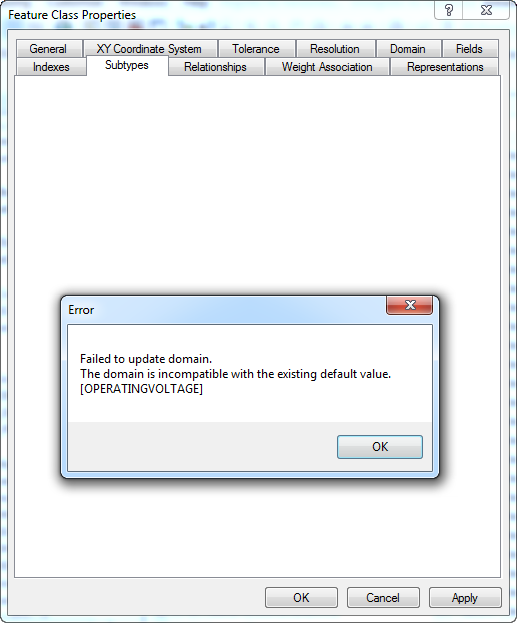 Feature Class Properties
General XY Coordinate System Tolerance Resolution Domain Fields
Indexes Subtypes Relationships Weight Association Representations
Error
Failed to update domain.
The domain is incompatible with the existing default value.
[OPERATINGVOLTAGE]
OK
OK Cancel Apply